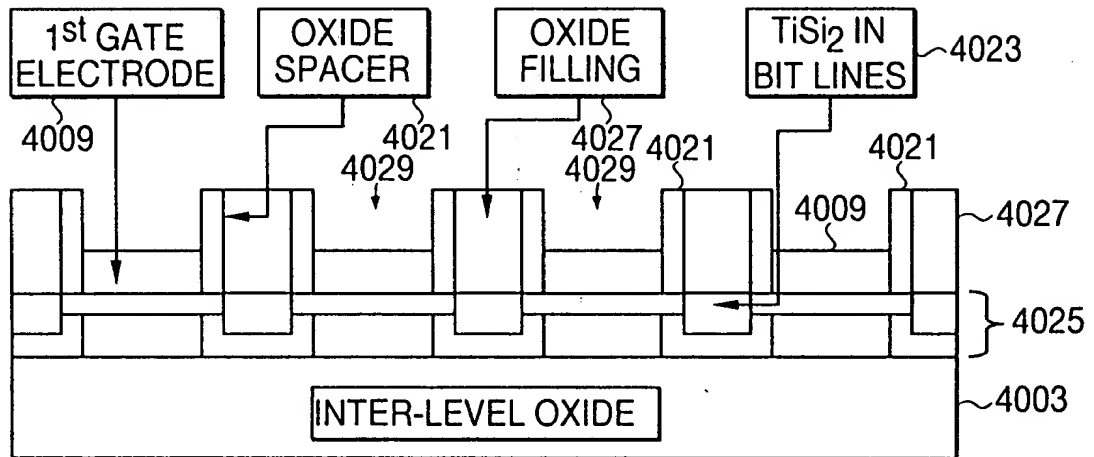 1st GATE
ELECTRODE
OXIDE
SPACER
OXIDE
FILLING
TiSi2 IN
BIT LINES
4023
4009
4021
4027
4029
4021
4029
4021
4009
4027
4025
INTER-LEVEL OXIDE
4003